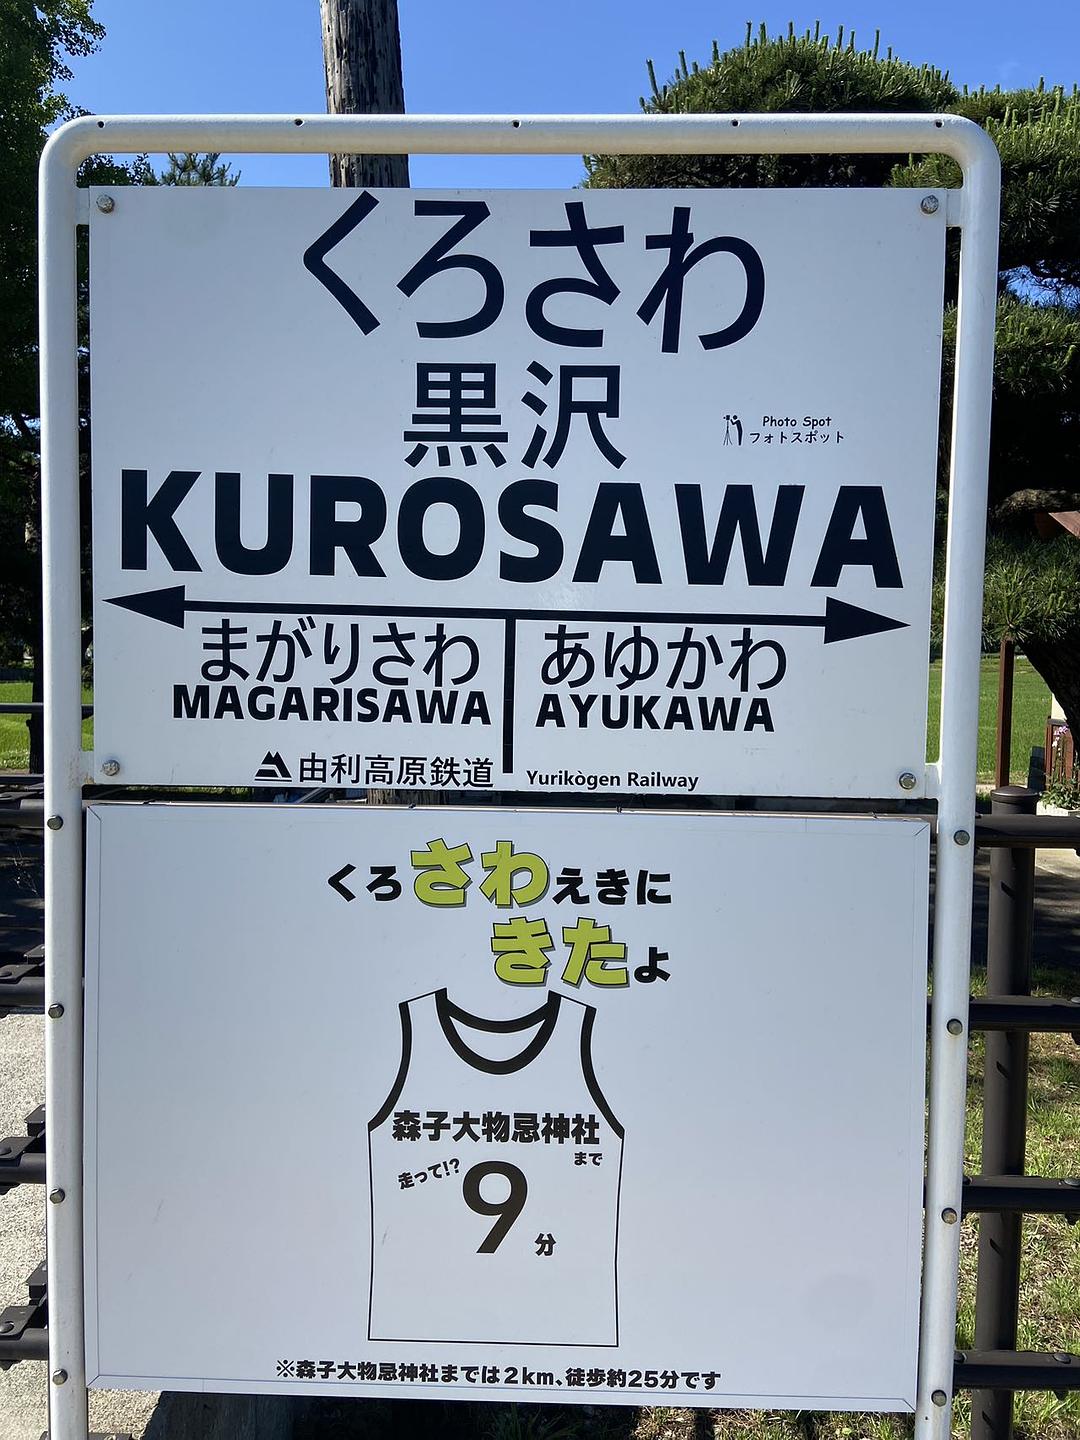 くろさわ
黒沢
Photo Spot
フォトスポット
KUROSAWA
まがりさわ
MAGARISAWA
あゆかわ
AYUKAWA
由利高原鉄道
Yurikògen Railway
くろさわえきに
きたよ
森子大物忌神社
まで
走って!?
9分
※森子大物忌神社までは2km、徒歩約25分です